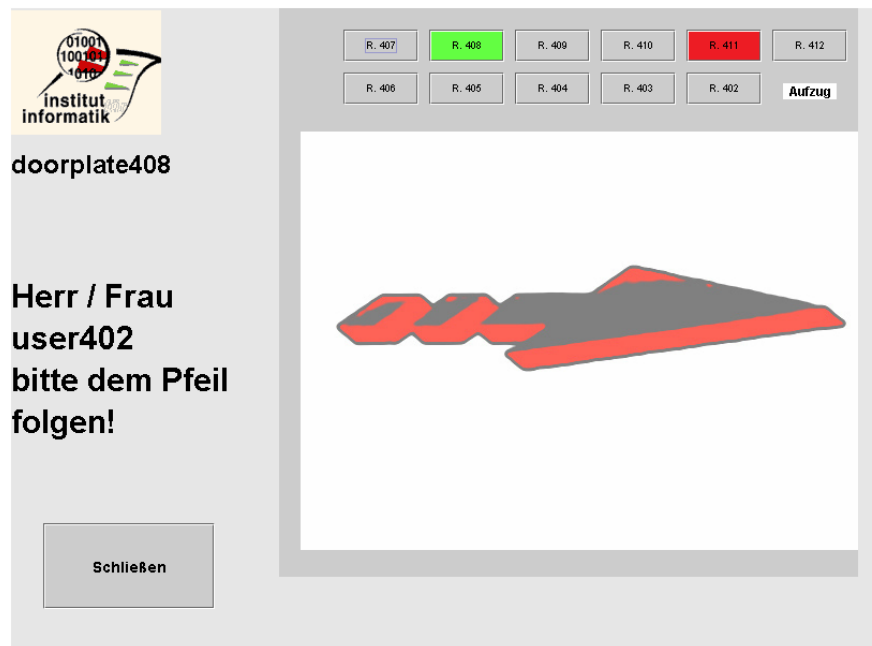 01001
100101
1010
institut
informatik
doorplate408
Herr / Frau
user402
bitte dem Pfeil
folgen!
Schließen
R. 407 R. 408 R. 409 R. 410 R. 411 R. 412
R. 406 R. 405 R. 404 R. 403 R. 402 Aufzug